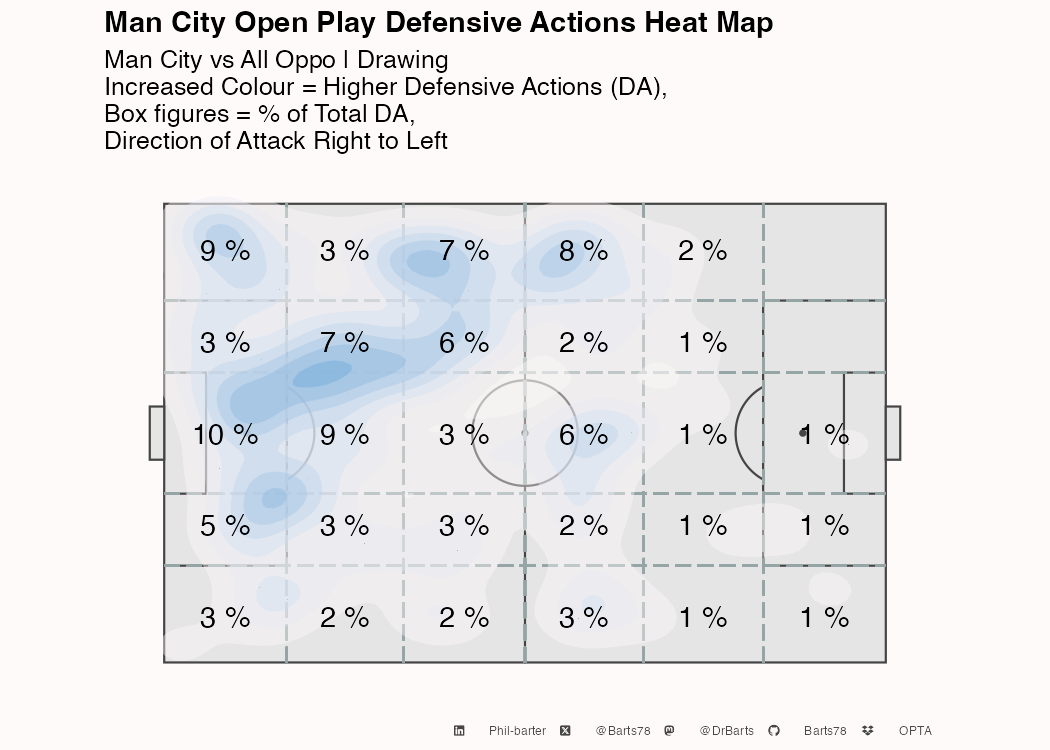 Man City Open Play Defensive Actions Heat Map
Man City vs All Oppo | Drawing
Increased Colour = Higher Defensive Actions (DA),
Box figures = % of Total DA,
Direction of Attack Right to Left
9 % 3 % 7 % 8 % 2 %
3 % 7 % 6 % 2 % 1 %
10 % 9 % 3 % 6 % 1 % 1 %
5 % 3 % 3 % 2 % 1 % 1 %
3 % 2 % 2 % 3 % 1 % 1 %
Phil-barter @Barts78 @DrBarts Barts78 OPTA